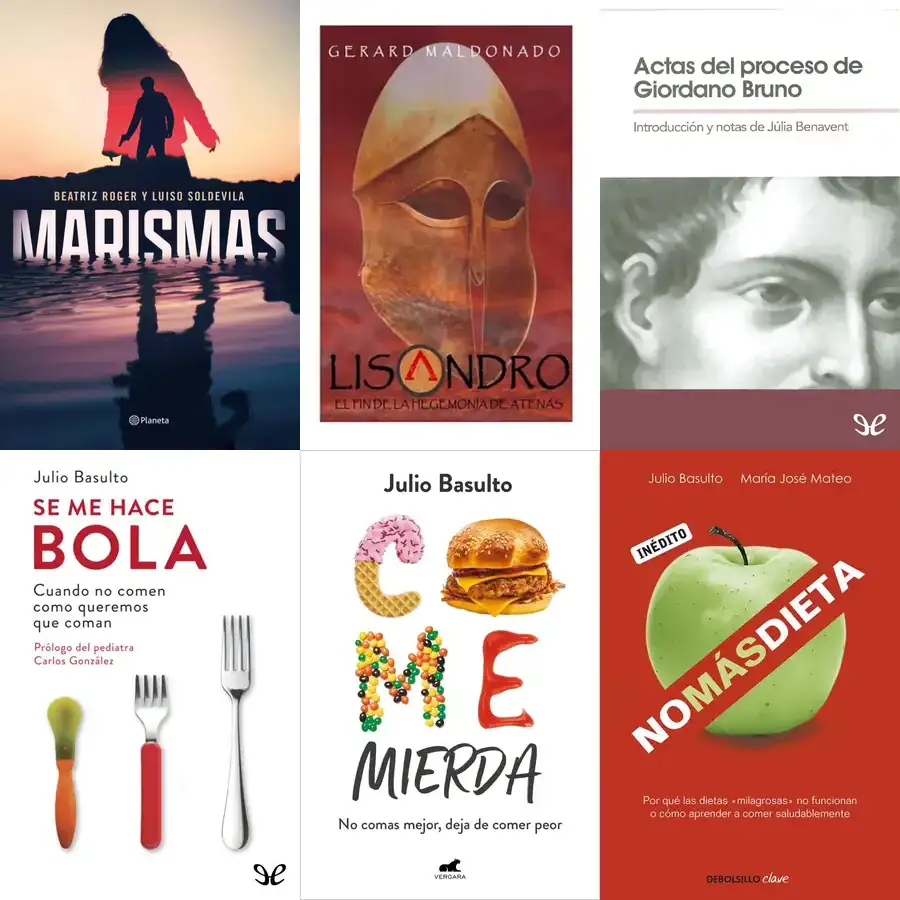 BEATRIZ ROGER Y LUISO SOLDEVILA
MARISMAS
Planeta
GERARD MALDONADO
LISANDRO
EL FIN DE LA HEGEMONÍA DE ATENAS
Actas del proceso de
Giordano Bruno
Introducción y notas de Júlia Benavent
Julio Basulto
SE ME HACE
BOLA
Cuando no comen
como queremos
que coman
Prólogo del pediatra
Carlos González
Julio Basulto
CO
ME
MIERDA
No comas mejor, deja de comer peor
VERGARA
Julio Basulto María José Mateo
INÉDITO
NOMÁSDIETA
Por qué las dietas «milagrosas» no funcionan
o cómo aprender a comer saludablemente
DEBOLSILLO clave